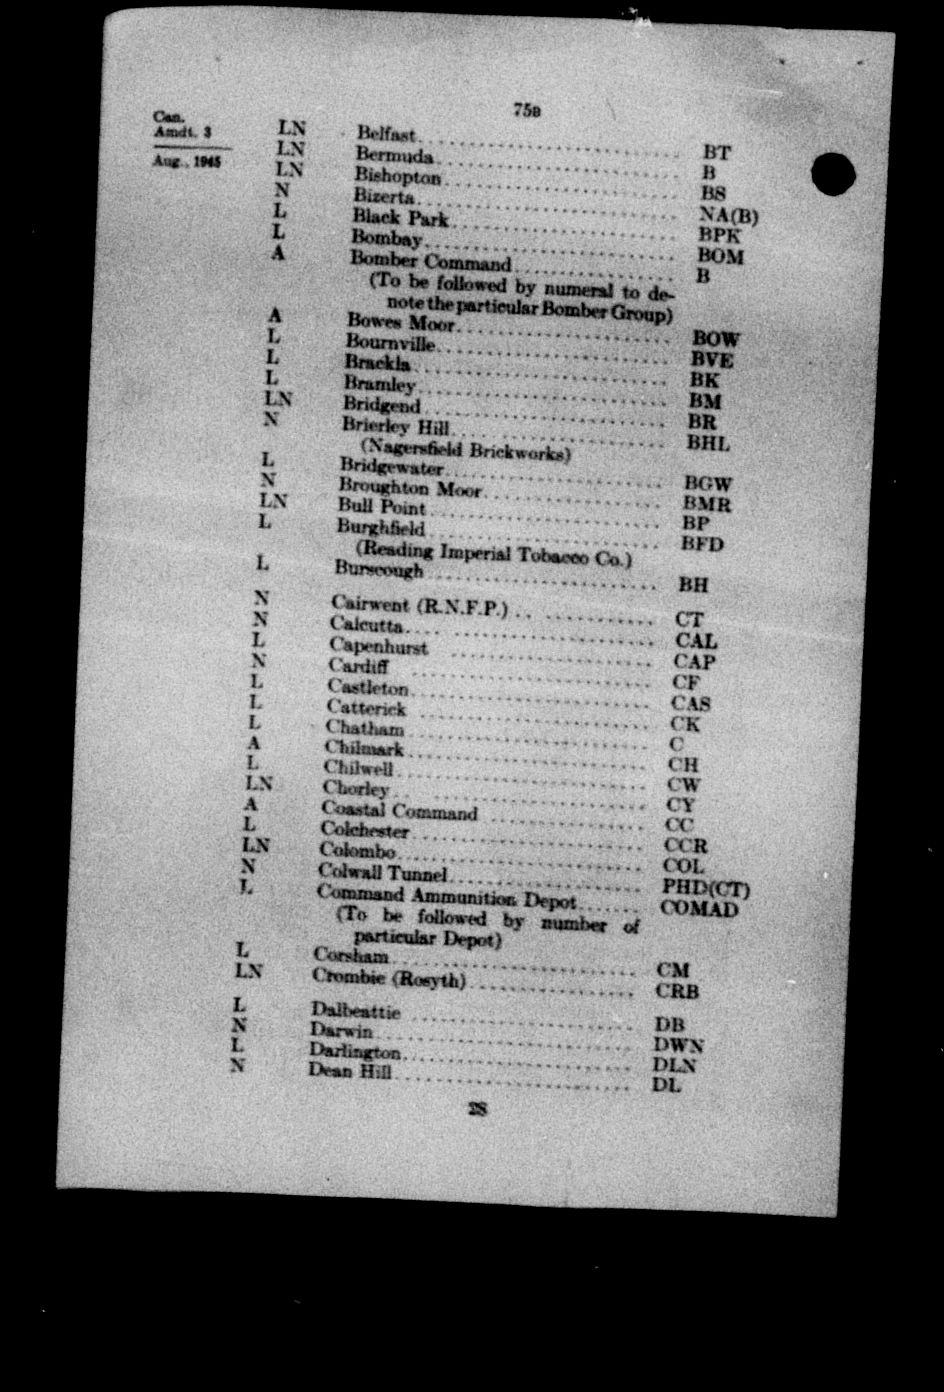 75B
Can.
Amdt. 3
Aug., 1945
LN Belfast BT
LN Bermuda B
LN Bishopton BS
N Bizerta NA(B)
L Black Park BPK
L Bombay BOM
A Bomber Command B
(To be followed by numeral to de-
note the particular Bomber Group)
A Bowes Moor BOW
L Bournville BVE
L Brackla BK
L Bramley BM
LN Bridgend BR
N Brierley Hill BHL
(Nagersfield Brickworks)
L Bridgewater BGW
N Broughton Moor BMR
LN Bull Point BP
L Burghfield BFD
(Reading Imperial Tobacco Co.)
L Burscough BH
N Cairwent (R.N.F.P.) CT
N Calcutta CAL
L Capenhurst CAP
N Cardiff CF
L Castleton CAS
L Catterick CK
L Chatham C
A Chilmark CH
L Chilwell CW
LN Chorley CY
A Coastal Command CC
L Colchester CCR
LN Colombo COL
N Colwall Tunnel PHD(CT)
L Command Ammunition Depot COMAD
(To be followed by number of
particular Depot)
L Corsham CM
LN Crombie (Rosyth) CRB
L Dalbeattie DB
N Darwin DWN
L Darlington DLN
N Dean Hill DL
28